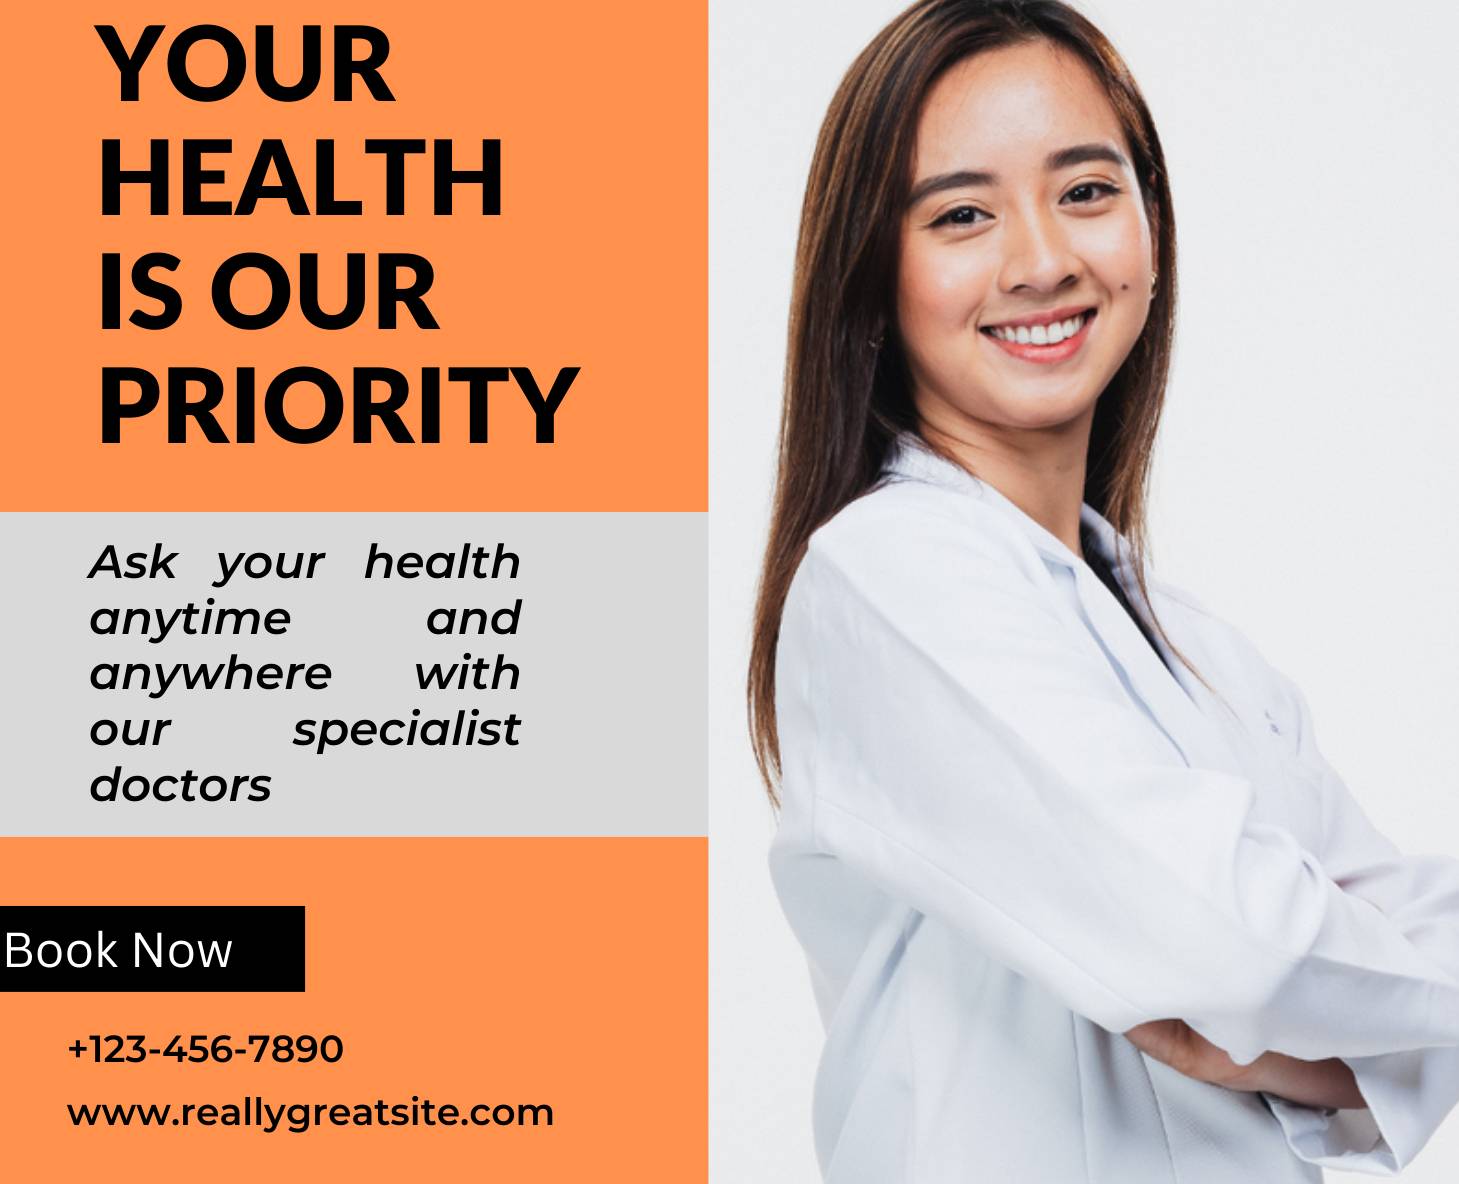 YOUR
HEALTH
IS OUR
PRIORITY
Ask your health
anytime and
anywhere with
our specialist
doctors
Book Now
+123-456-7890
www.reallygreatsite.com